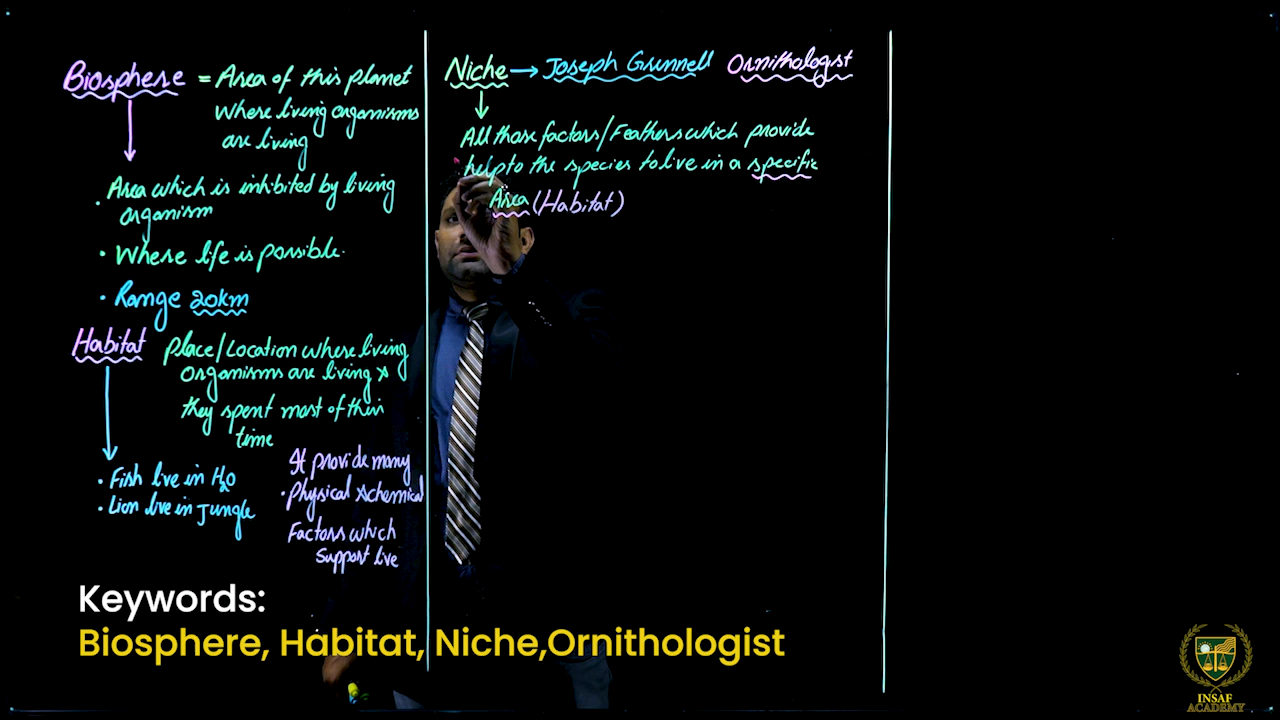 Biosphere = Area of this planet
where living organisms
are living
. Area which is inhibited by living
organism
. Where life is possible.
. Range 20km
Habitat Place/Location where living
organisms are living &
they spent most of their
time
. Fish live in H2O
. Lion live in Jungle
It provide many
. Physical & chemical
Factors which
Support live
Niche → Joseph Grinnell Ornithologist
All those factors/Feathers which provide
help to the species to live in a specific
Area (Habitat)
Keywords:
Biosphere, Habitat, Niche,Ornithologist
INSAF
ACADEMY